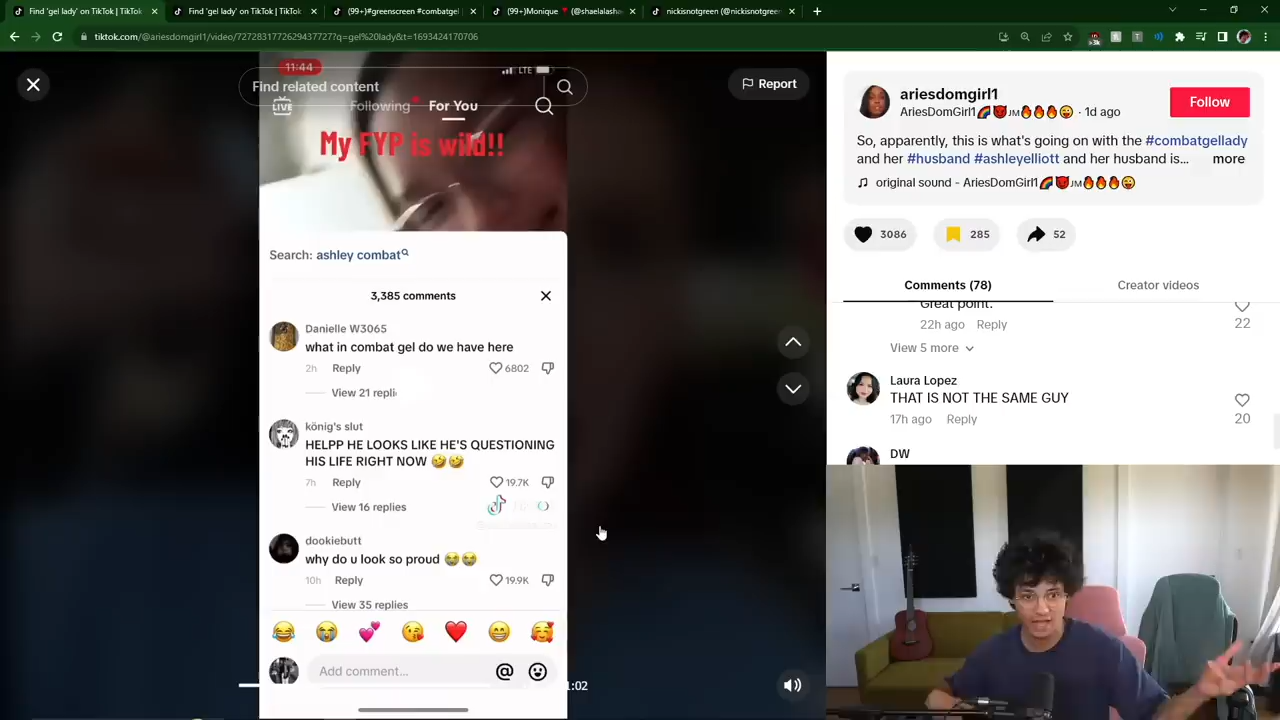 Find 'gel lady' on TikTok | TikTok
Find 'gel lady' on TikTok | TikTok
(99+)#greenscreen #combatgel
(99+)Monique🌹(@shaelalasha
nickisnotgreen (@nickisnotgreen
tiktok.com/@ariesdomgirl1/video/7272831772629437727?q=gel%20lady&t=1693424170706
11:44
LTE
Find related content
LIVE
Following
For You
My FYP is wild!!
Search: ashley combat
3,385 comments
Danielle W3065
what in combat gel do we have here
2h Reply 6802
View 21 repli
könig's slut
HELPP HE LOOKS LIKE HE'S QUESTIONING
HIS LIFE RIGHT NOW 🤣🤣
7h Reply 19.7K
View 16 replies
dookiebutt
why do u look so proud 😭😭
10h Reply 19.9K
View 35 replies
😂 😭 💕 😘 ❤️ 😁 🥰
Add comment...
@
1:02
Report
ariesdomgirl1
AriesDomGirl1🌈😈JM🔥🔥🔥😜 · 1d ago
Follow
So, apparently, this is what's going on with the #combatgellady
and her #husband #ashleyelliott and her husband is... more
original sound - AriesDomGirl1🌈😈JM🔥🔥🔥😜
3086
285
52
Comments (78)
Creator videos
Great point.
22h ago Reply
22
View 5 more
Laura Lopez
THAT IS NOT THE SAME GUY
17h ago Reply
20
DW